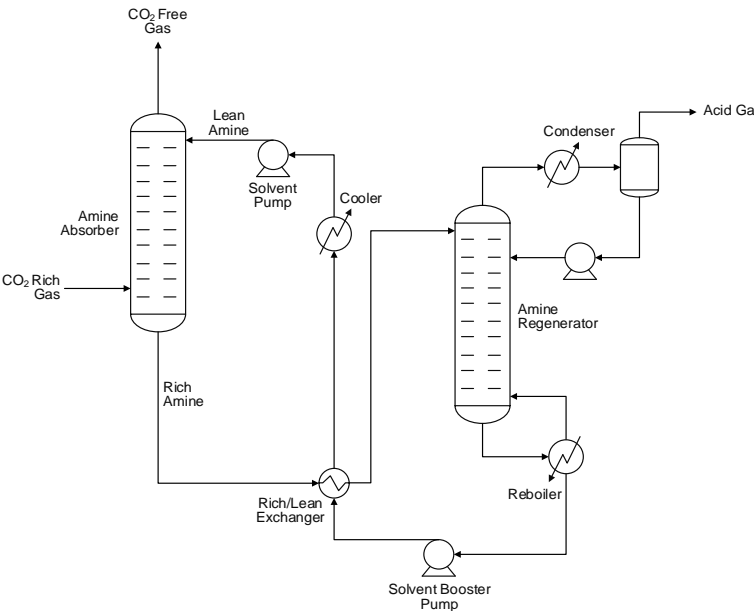 CO2 Free
Gas
Lean
Amine
Solvent
Pump
Cooler
Condenser
Acid Ga
Amine
Absorber
CO2 Rich
Gas
Amine
Regenerator
Rich
Amine
Rich/Lean
Exchanger
Reboiler
Solvent Booster
Pump